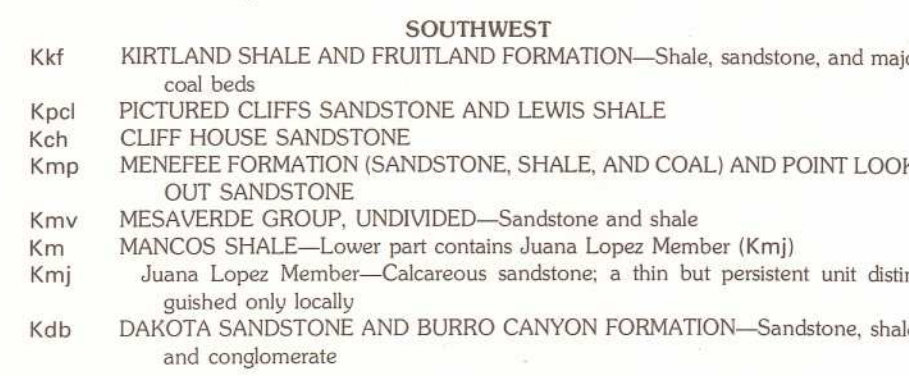 SOUTHWEST
Kkf KIRTLAND SHALE AND FRUITLAND FORMATION—Shale, sandstone, and majo
coal beds
Kpcl PICTURED CLIFFS SANDSTONE AND LEWIS SHALE
Kch CLIFF HOUSE SANDSTONE
Kmp MENEFEE FORMATION (SANDSTONE, SHALE, AND COAL) AND POINT LOOK
OUT SANDSTONE
Kmv MESAVERDE GROUP, UNDIVIDED—Sandstone and shale
Km MANCOS SHALE—Lower part contains Juana Lopez Member (Kmj)
Kmj Juana Lopez Member—Calcareous sandstone; a thin but persistent unit distin
guished only locally
Kdb DAKOTA SANDSTONE AND BURRO CANYON FORMATION—Sandstone, shale
and conglomerate